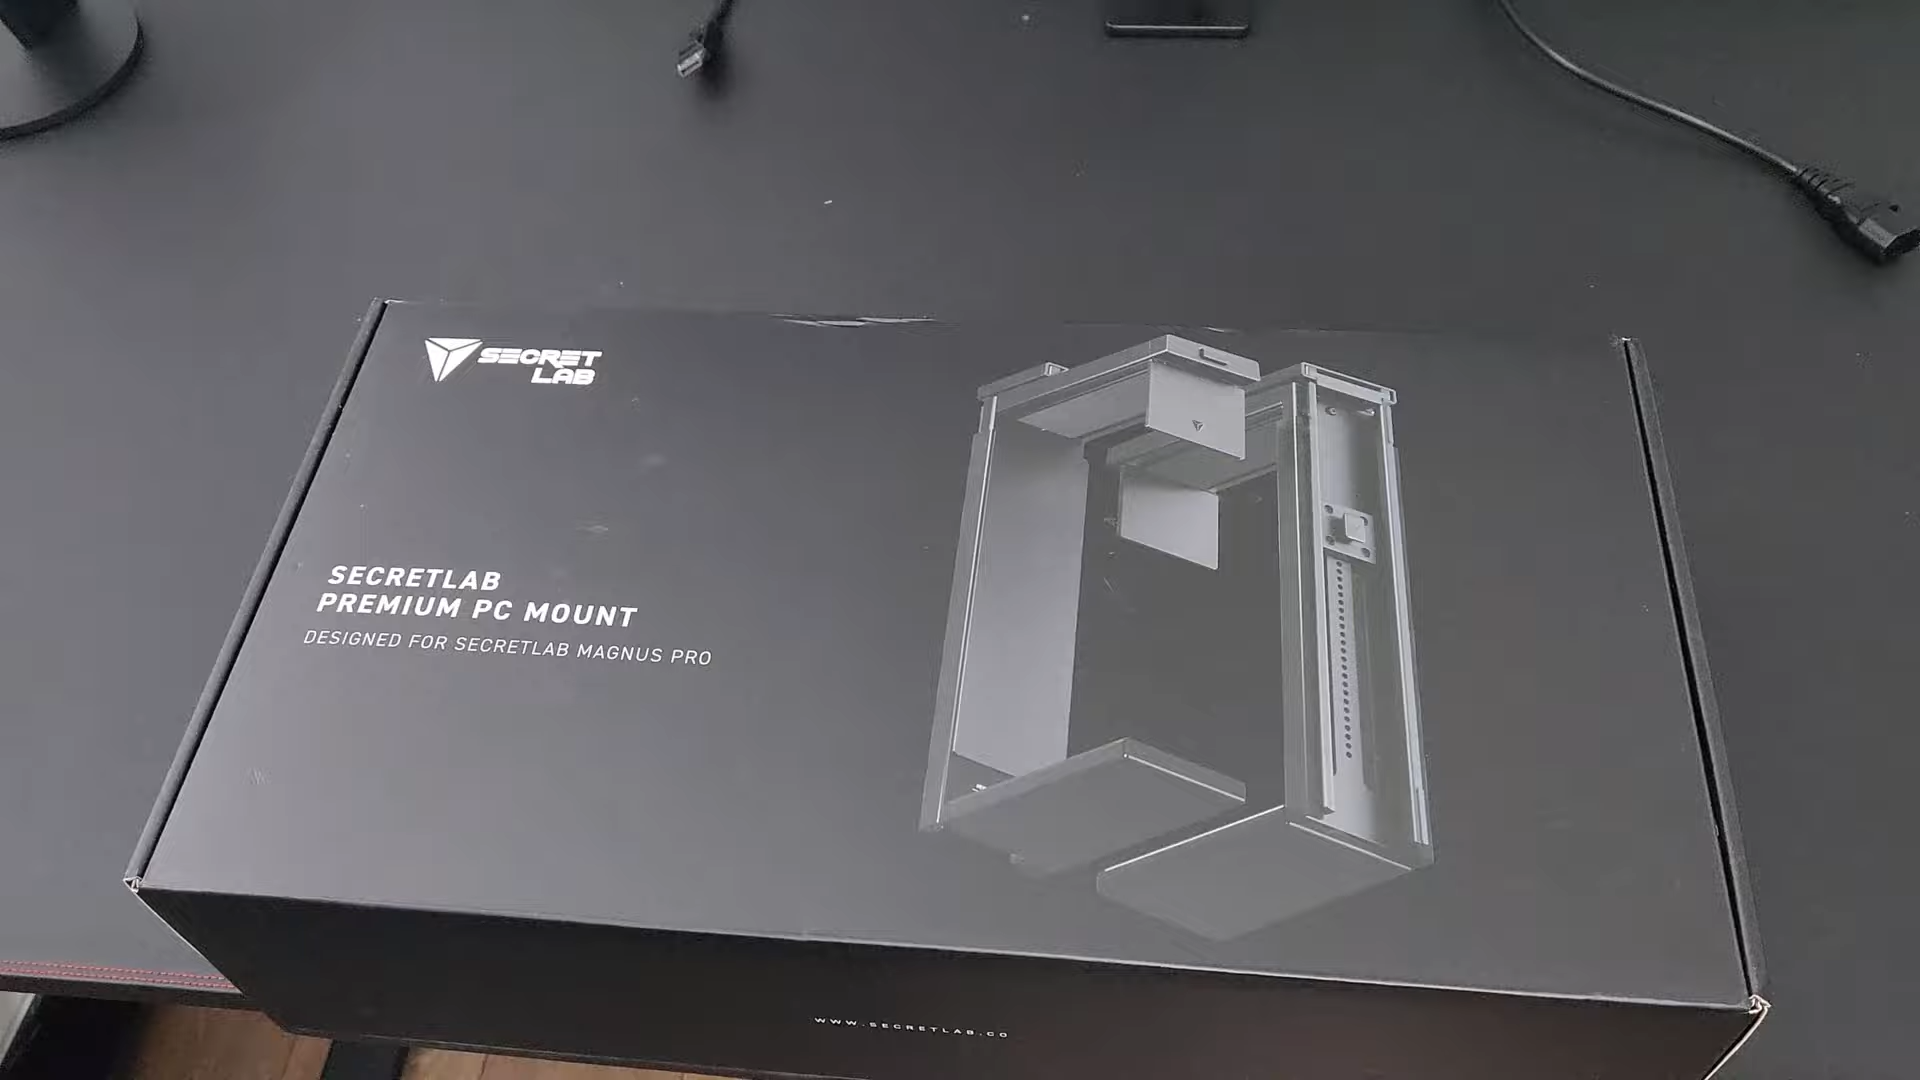 SECRET
LAB
SECRETLAB
PREMIUM PC MOUNT
DESIGNED FOR SECRETLAB MAGNUS PRO
WWW.SECRETLAB.CO